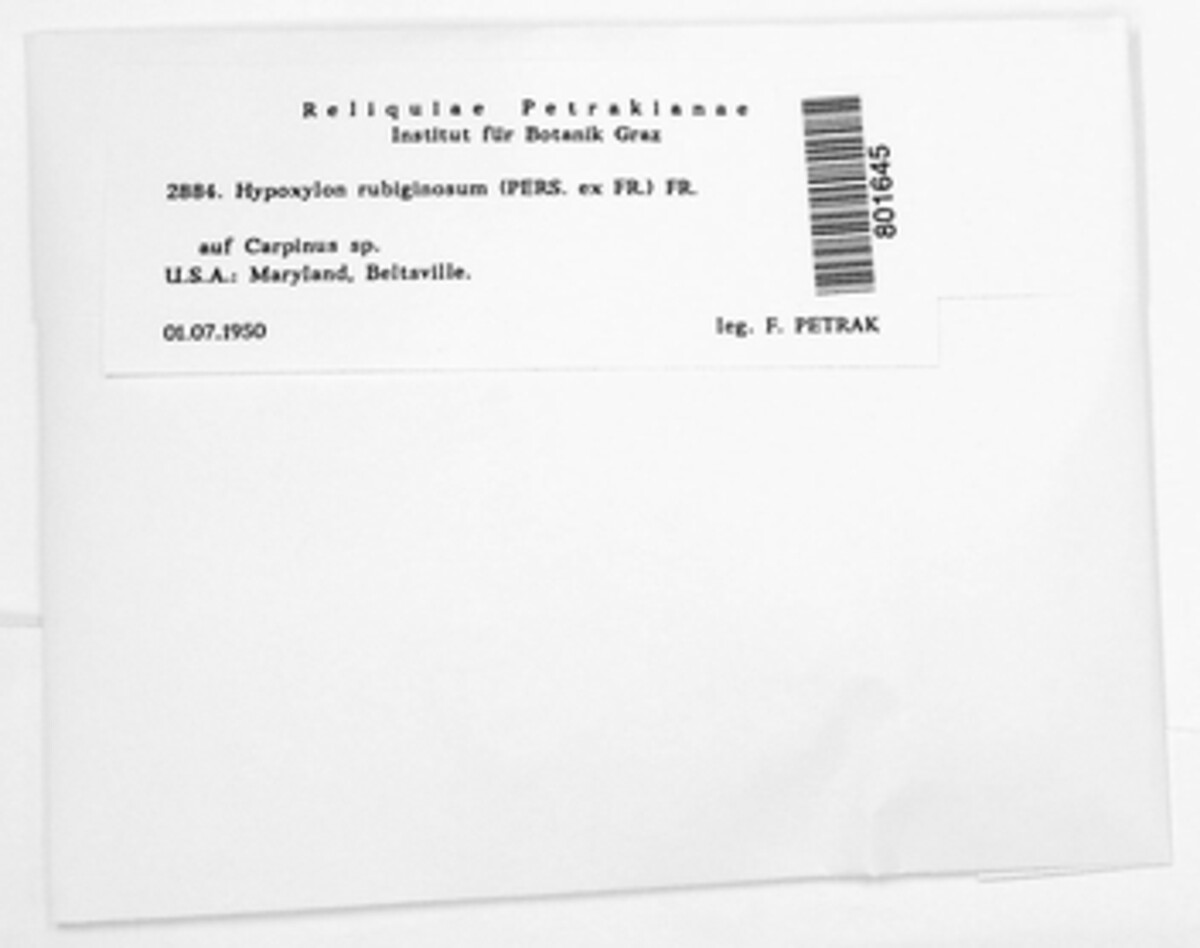 Reliquiae Petrakianae
Institut für Botanik Graz
2884. Hypoxylon rubiginosum (PERS. ex FR.) FR.
auf Carpinus sp.
U.S.A.: Maryland, Beltsville.
01.07.1950
leg. F. PETRAK
801645